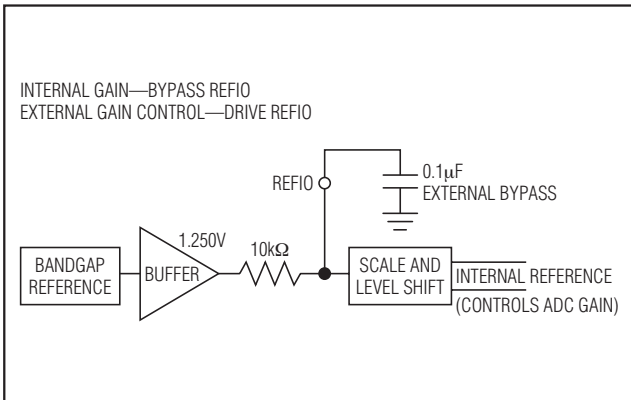 INTERNAL GAIN—BYPASS REFIO
EXTERNAL GAIN CONTROL—DRIVE REFIO
REFIO
0.1μF
EXTERNAL BYPASS
1.250V
10kΩ
BANDGAP
REFERENCE
BUFFER
SCALE AND
LEVEL SHIFT
INTERNAL REFERENCE
(CONTROLS ADC GAIN)